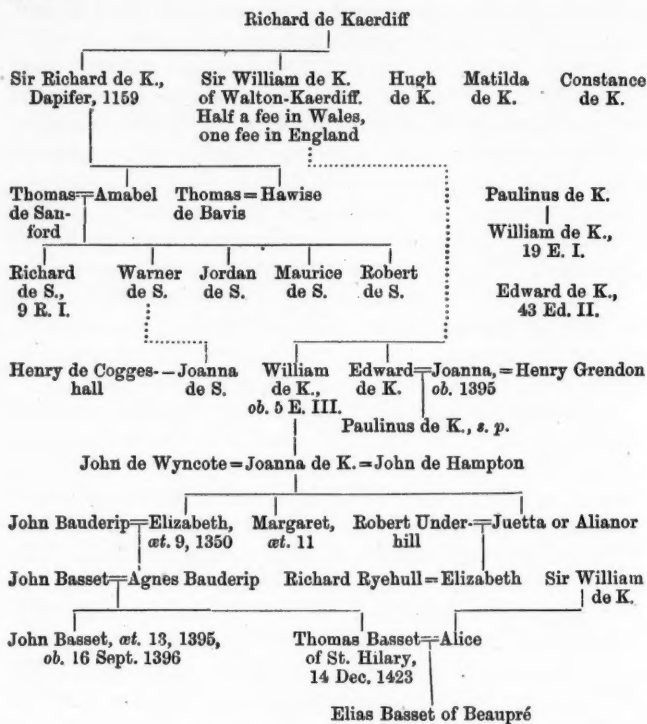 Richard de Kaerdiff
Sir Richard de K., Sir William de K. Hugh Matilda Constance
Dapifer, 1159 of Walton-Kaerdiff. de K. de K. de K.
Half a fee in Wales,
one fee in England
Thomas=Amabel Thomas=Hawise Paulinus de K.
de San- de Bavis
ford William de K.,
19 E. I.
Richard Warner Jordan Maurice Robert
de S., de S. de S. de S. de S. Edward de K.,
9 R. I. 43 Ed. II.
Henry de Cogges-—Joanna William Edward=Joanna,=Henry Grendon
hall de S. de K., de K. ob. 1395
ob. 5 E. III.
Paulinus de K., s. p.
John de Wyncote=Joanna de K.=John de Hampton
John Bauderip=Elizabeth, Margaret, Robert Under-=Juetta or Alianor
æt. 9, 1350 æt. 11 hill
John Basset=Agnes Bauderip Richard Ryehull=Elizabeth Sir William
de K.
John Basset, æt. 13, 1395, Thomas Basset=Alice
ob. 16 Sept. 1396 of St. Hilary,
14 Dec. 1423
Elias Basset of Beaupré